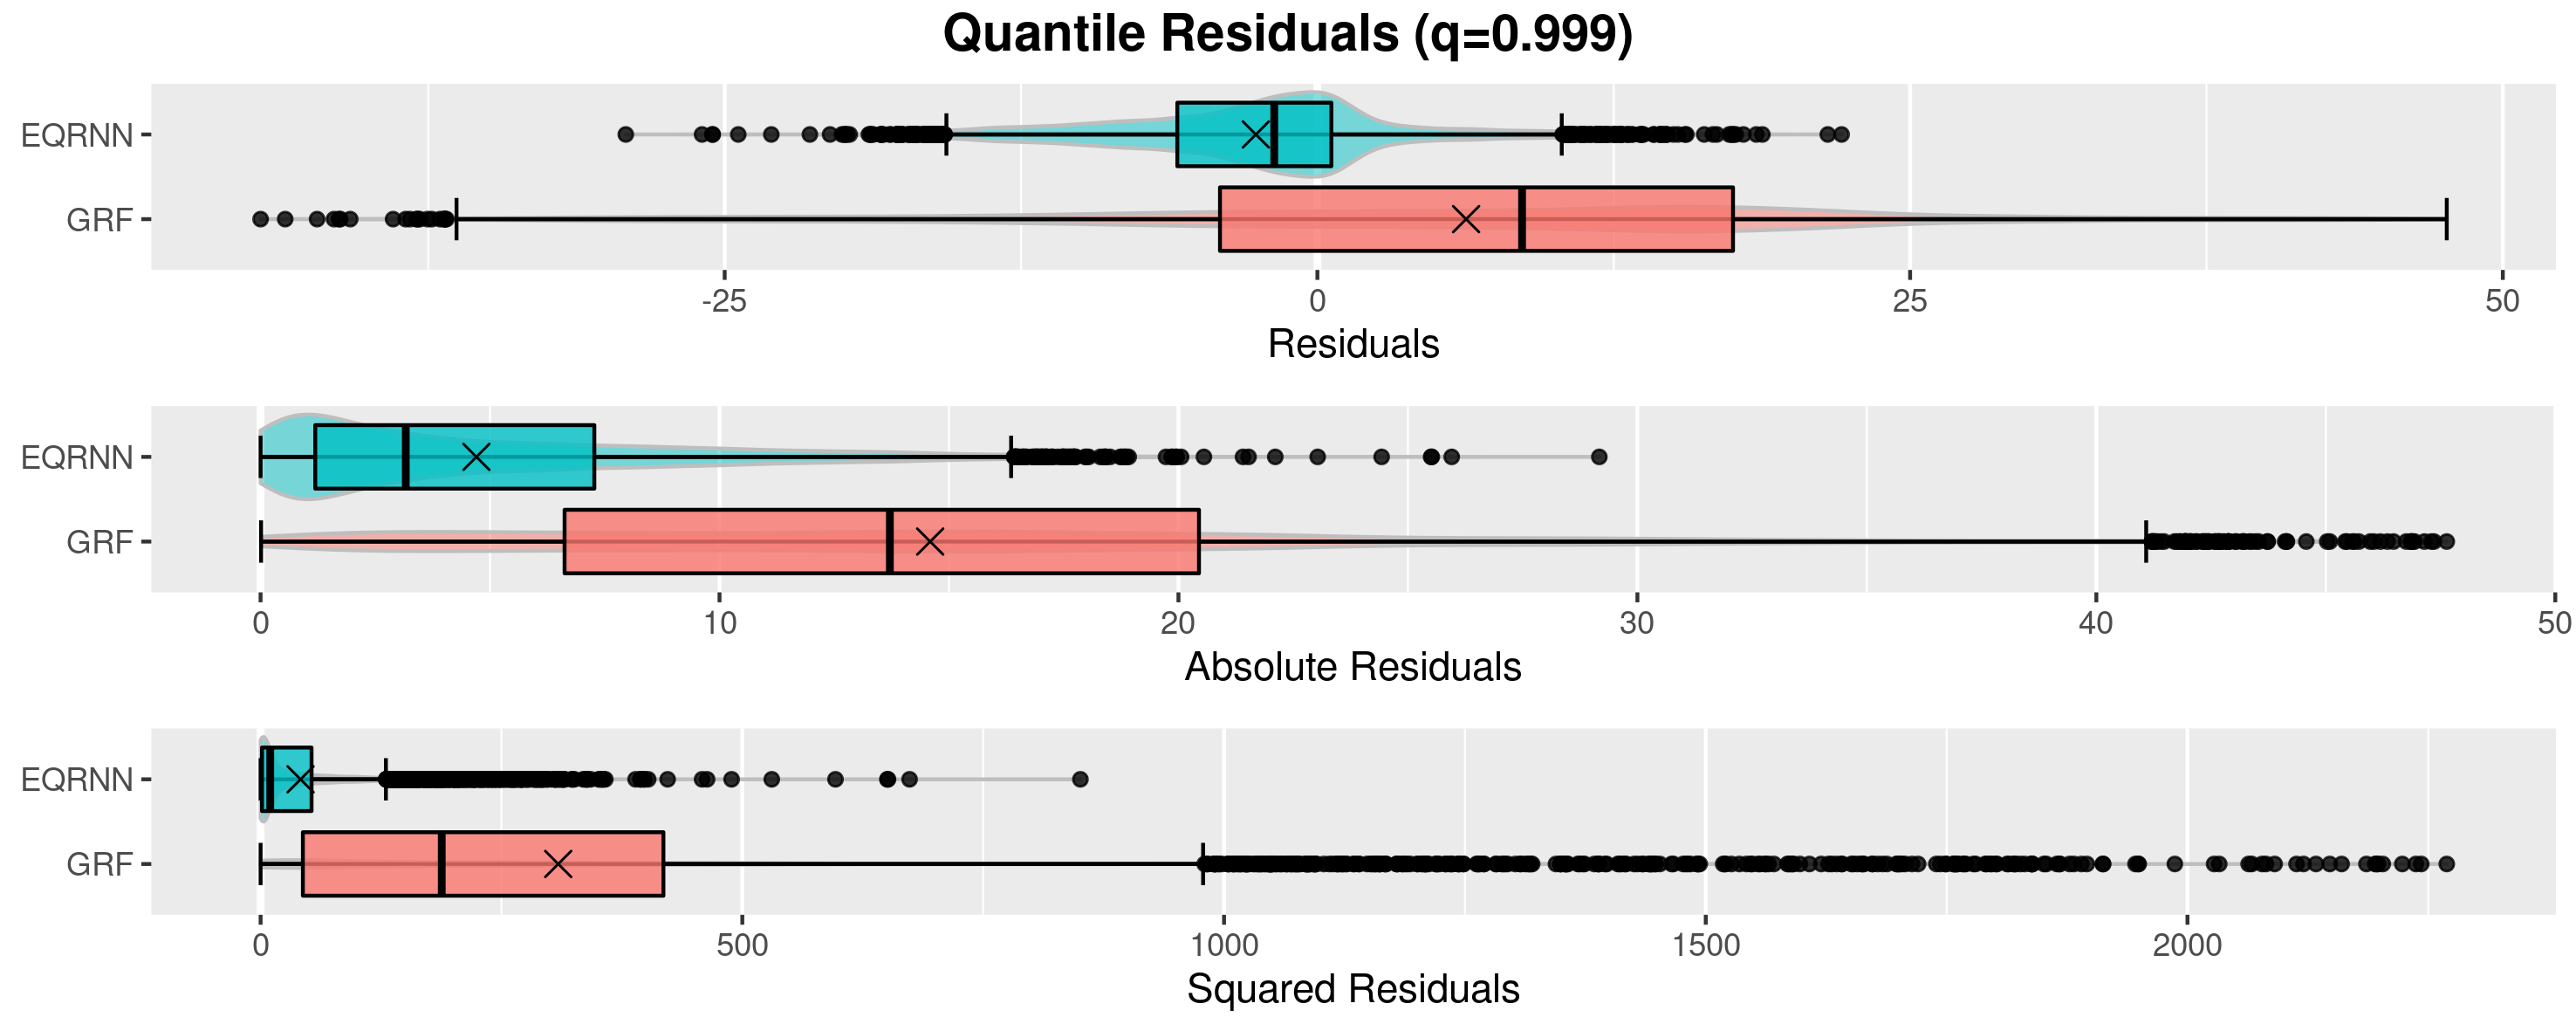 Quantile Residuals (q=0.999)
EQRNN
GRF
-25 0 25 50
Residuals
EQRNN
GRF
0 10 20 30 40 50
Absolute Residuals
EQRNN
GRF
0 500 1000 1500 2000
Squared Residuals